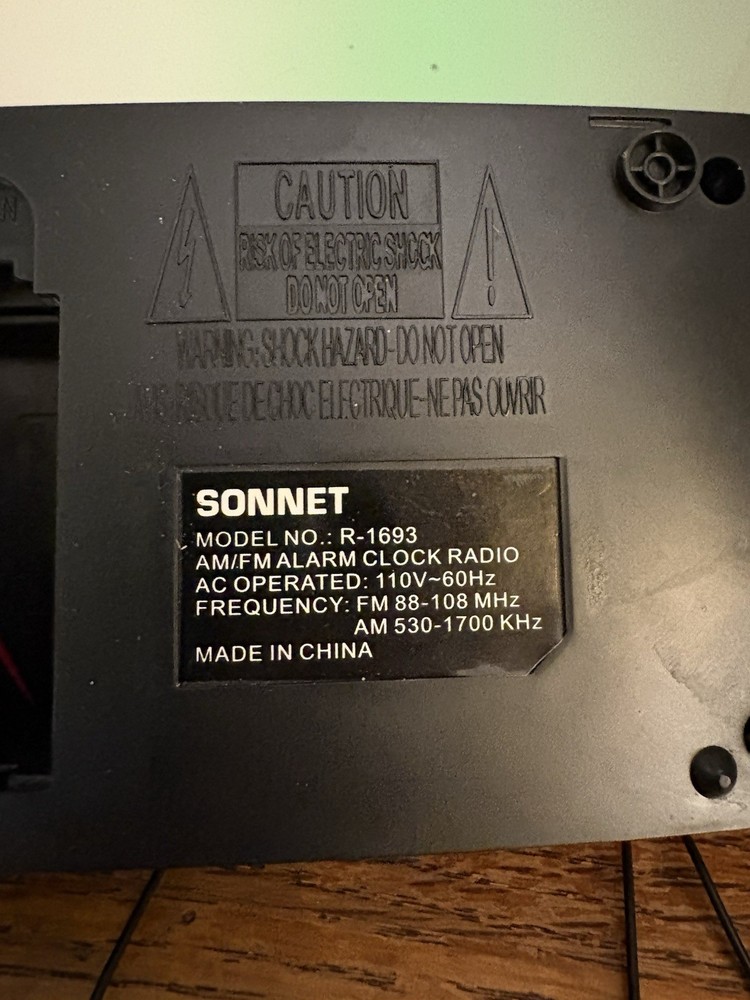 CAUTION
RISK OF ELECTRIC SHOCK
DO NOT OPEN
WARNING: SHOCK HAZARD-DO NOT OPEN
RISQUE DE CHOC ELECTRIQUE-NE PAS OUVRIR
SONNET
MODEL NO.: R-1693
AM/FM ALARM CLOCK RADIO
AC OPERATED: 110V~60Hz
FREQUENCY: FM 88-108 MHz
AM 530-1700 KHz
MADE IN CHINA